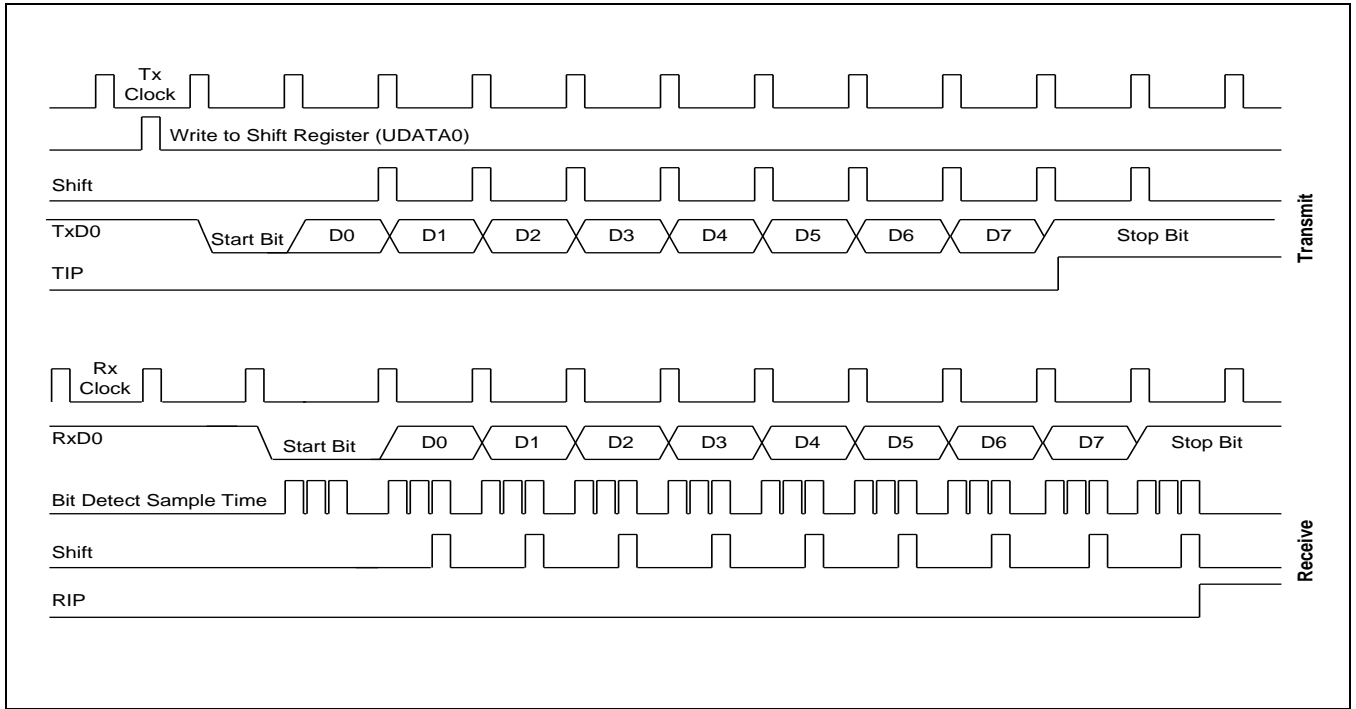 Tx
Clock
Write to Shift Register (UDATA0)
Shift
TxD0
Start Bit
D0
D1
D2
D3
D4
D5
D6
D7
Stop Bit
TIP
Transmit
Rx
Clock
RxD0
Start Bit
D0
D1
D2
D3
D4
D5
D6
D7
Stop Bit
Bit Detect Sample Time
Shift
RIP
Receive